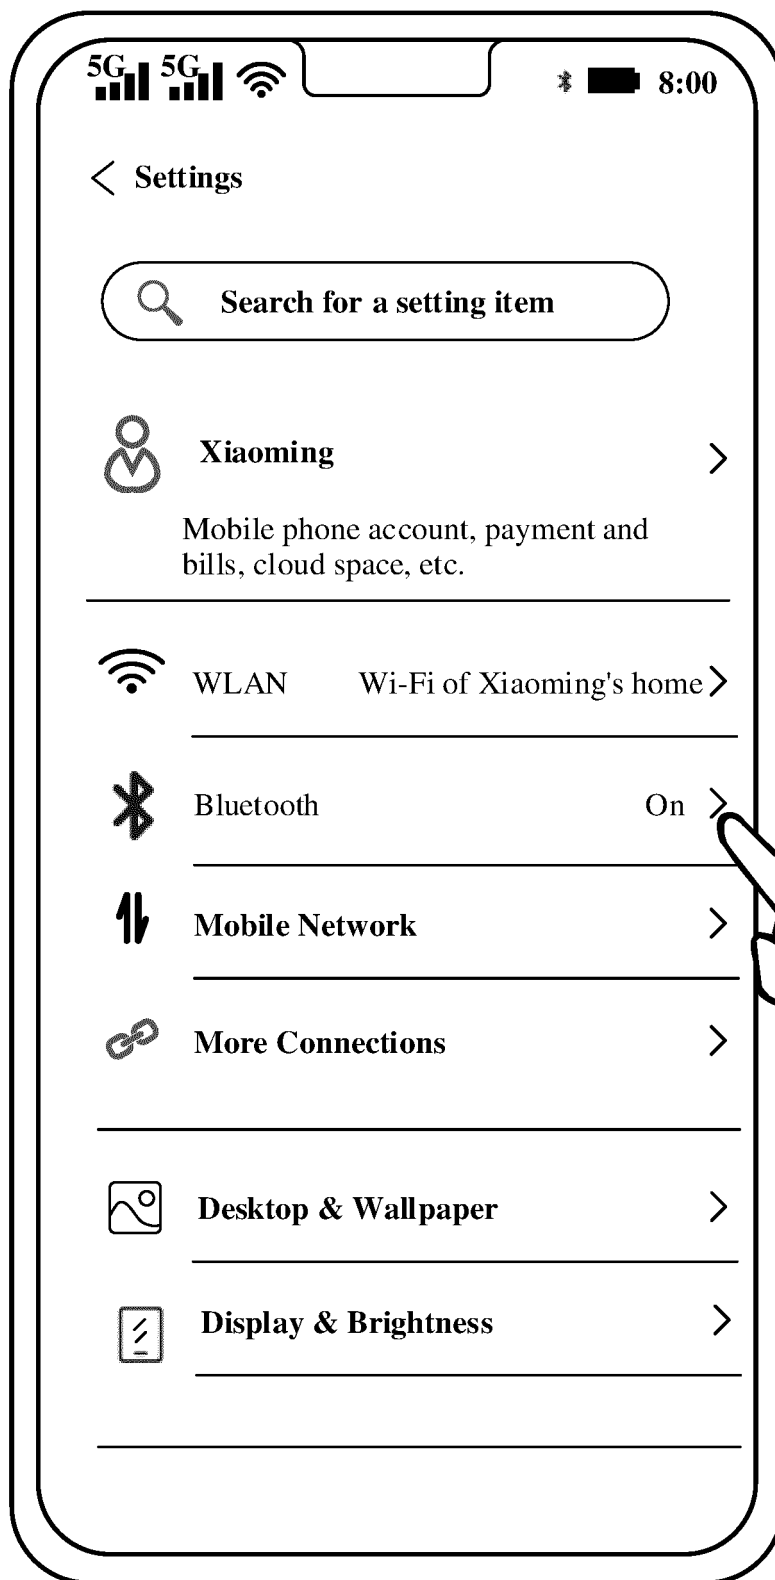 5G 5G 8:00
Settings
Search for a setting item
Xiaoming
Mobile phone account, payment and
bills, cloud space, etc.
WLAN Wi-Fi of Xiaoming's home
Bluetooth On
Mobile Network
More Connections
Desktop & Wallpaper
Display & Brightness